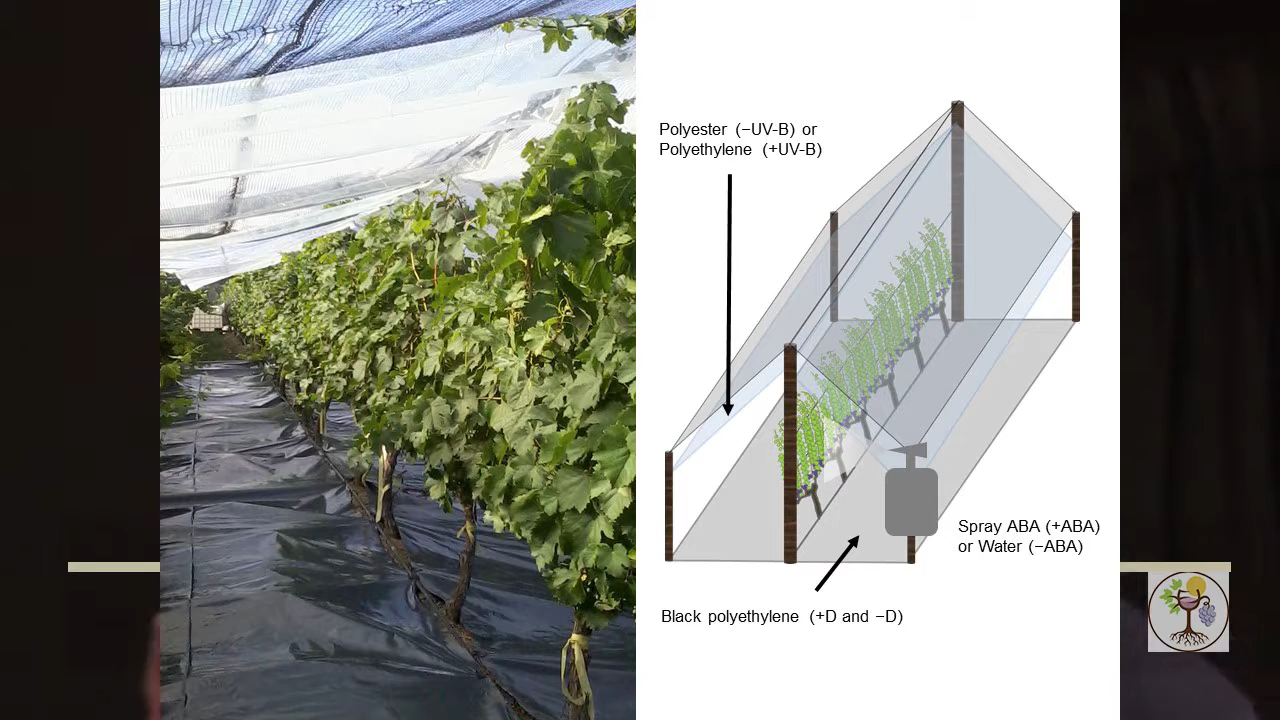 Polyester (−UV-B) or
Polyethylene (+UV-B)
Spray ABA (+ABA)
or Water (−ABA)
Black polyethylene (+D and −D)